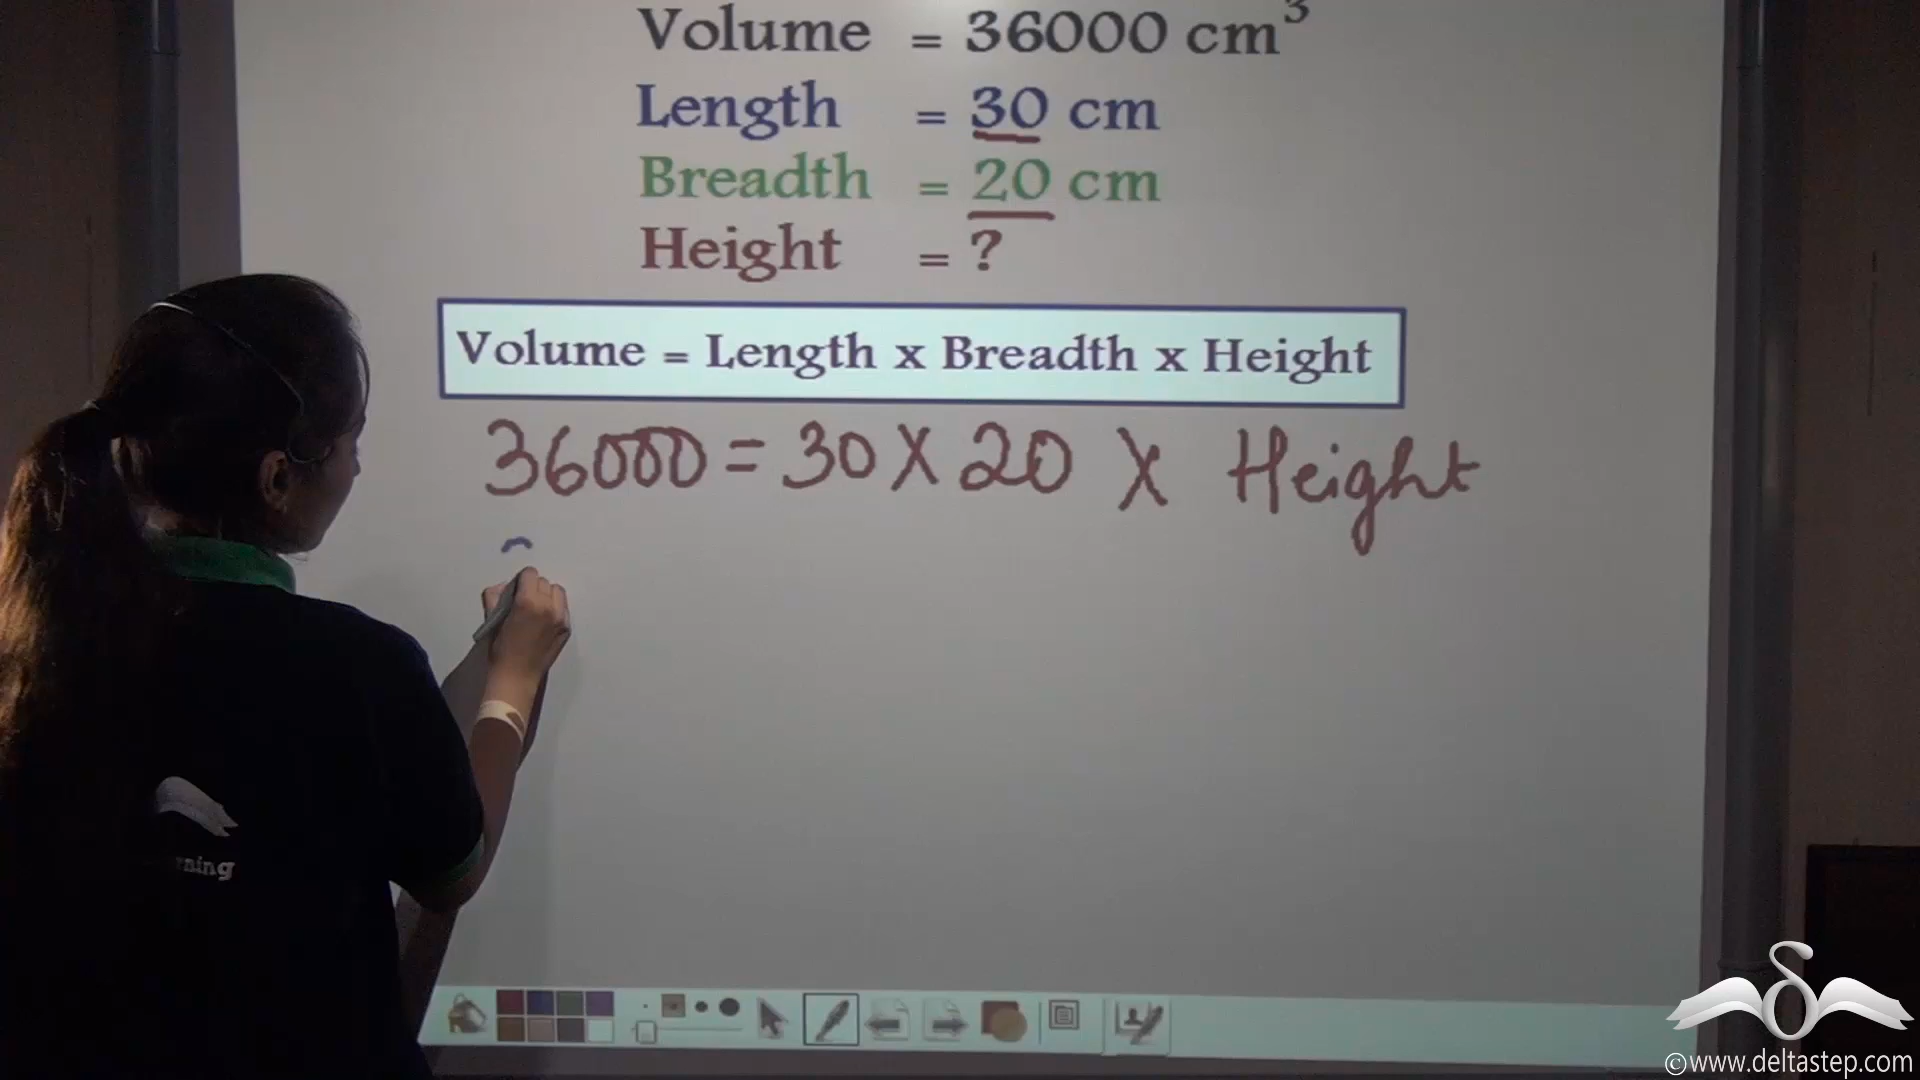 Volume = 36000 cm³
Length = 30 cm
Breadth = 20 cm
Height = ?
Volume = Length x Breadth x Height
36000 = 30 X 20 X Height
©www.deltastep.com